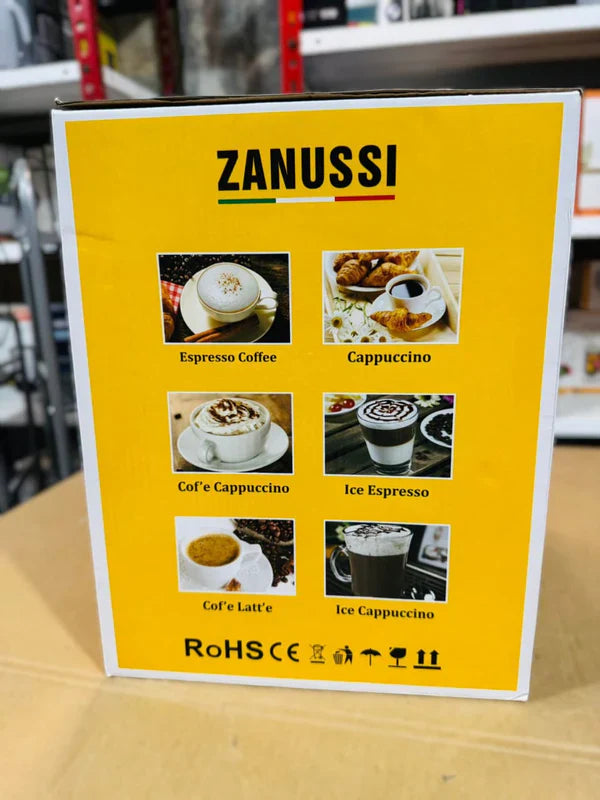 ZANUSSI
Espresso Coffee
Cappuccino
Cof'e Cappuccino
Ice Espresso
Cof'e Latt'e
Ice Cappuccino
RoHS CE